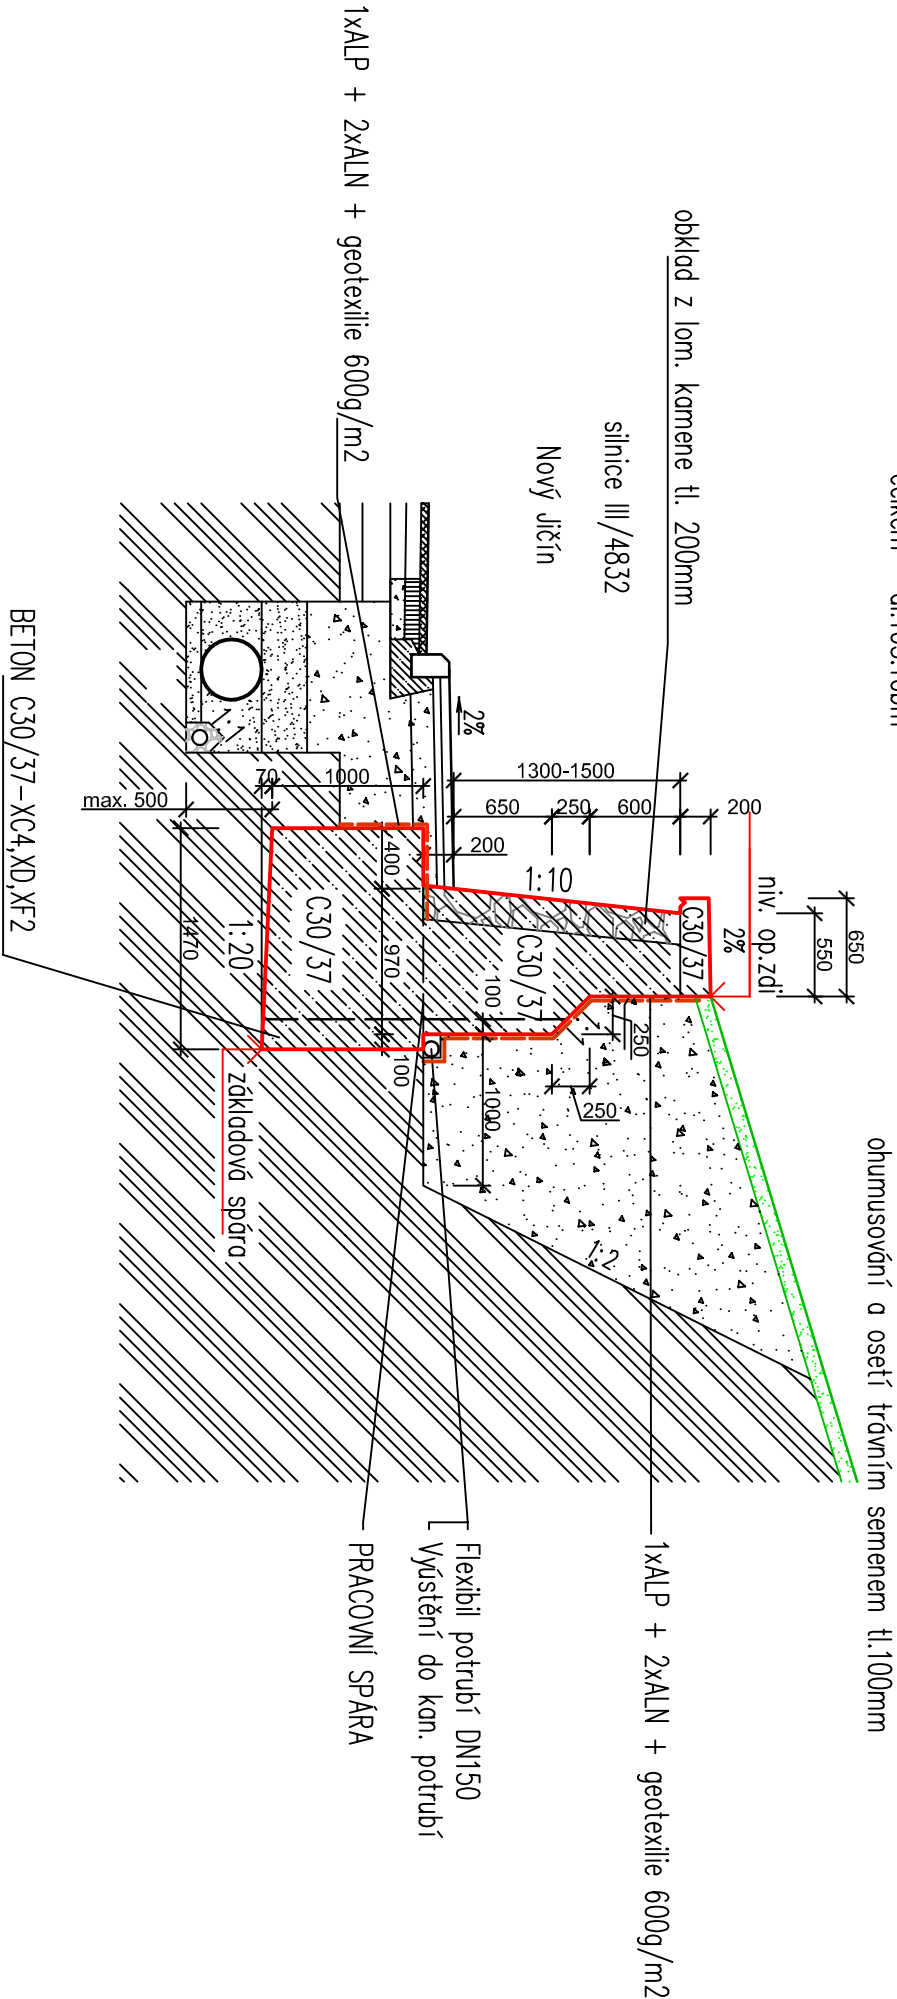 1xALP + 2xALN + geotexilie 600g/m2
obklad z lom. kamene tl. 200mm
silnice III/4832
Nový Jičín
ohumusování a osetí trávním semenem tl.100mm
650
550
niv. op.zdi
2%
200
C30/37
1300-1500
650
250
600
200
1:10
2%
C30/37
250
250
1:2
70
1000
max. 500
400
970
100
100
1000
C30/37
1:20
1470
základová spára
BETON C30/37-XC4,XD,XF2
1xALP + 2xALN + geotexilie 600g/m2
Flexibil potrubí DN150
Vyústění do kan. potrubí
PRACOVNÍ SPÁRA